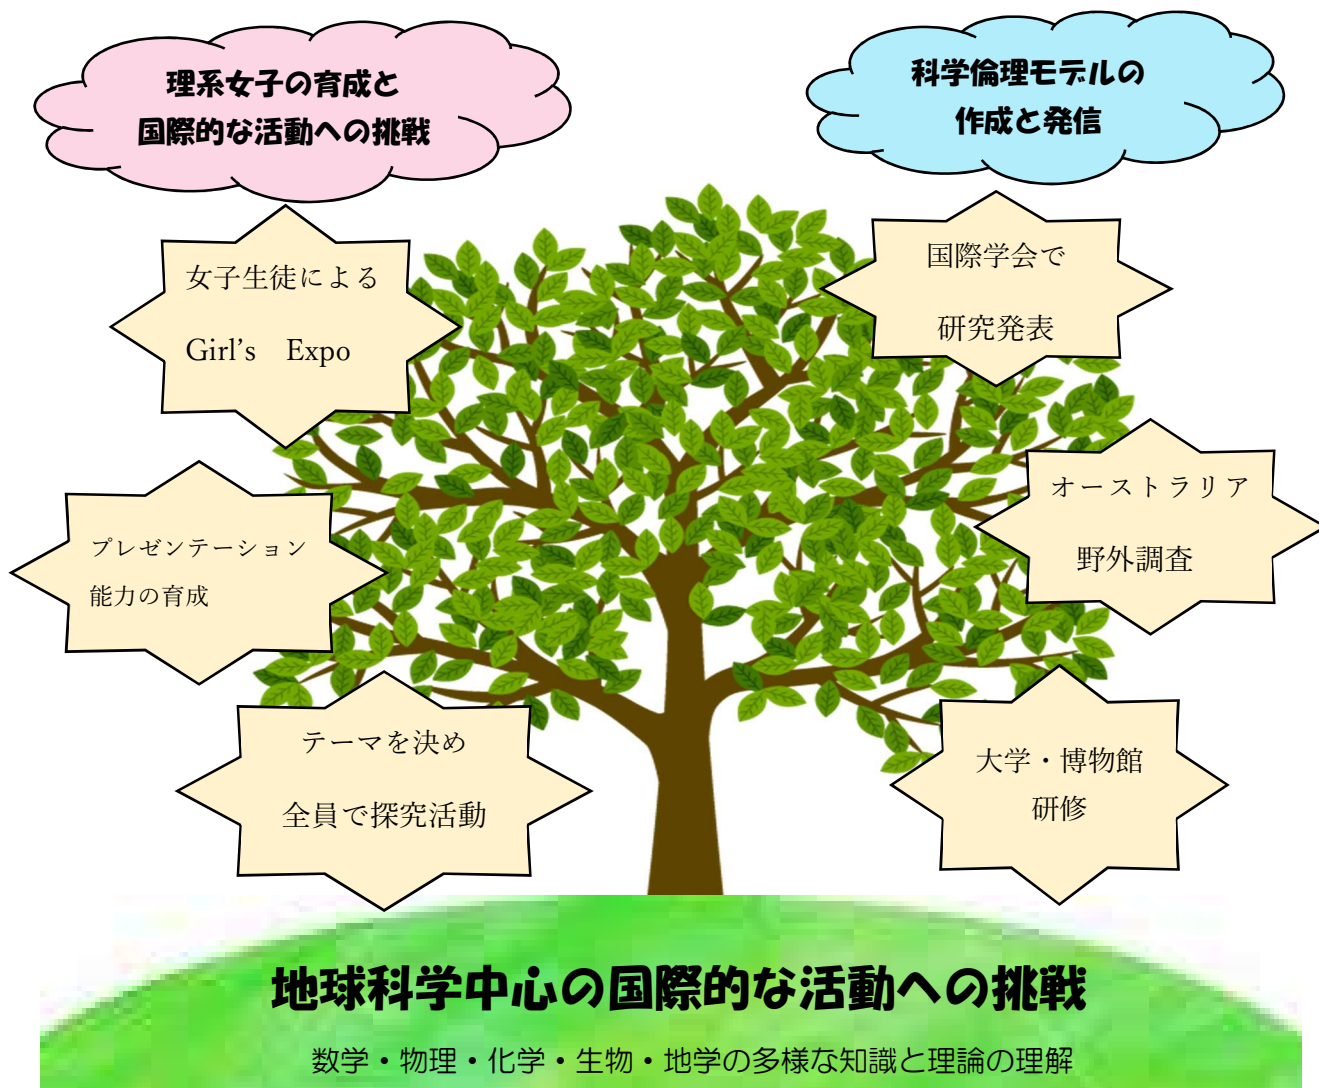 理系女子の育成と
国際的な活動への挑戦
科学倫理モデルの
作成と発信
女子生徒による
Girl’s　Expo
国際学会で
研究発表
プレゼンテーション
能力の育成
オーストラリア
野外調査
テーマを決め
全員で探究活動
大学・博物館
研修
地球科学中心の国際的な活動への挑戦
数学・物理・化学・生物・地学の多様な知識と理論の理解